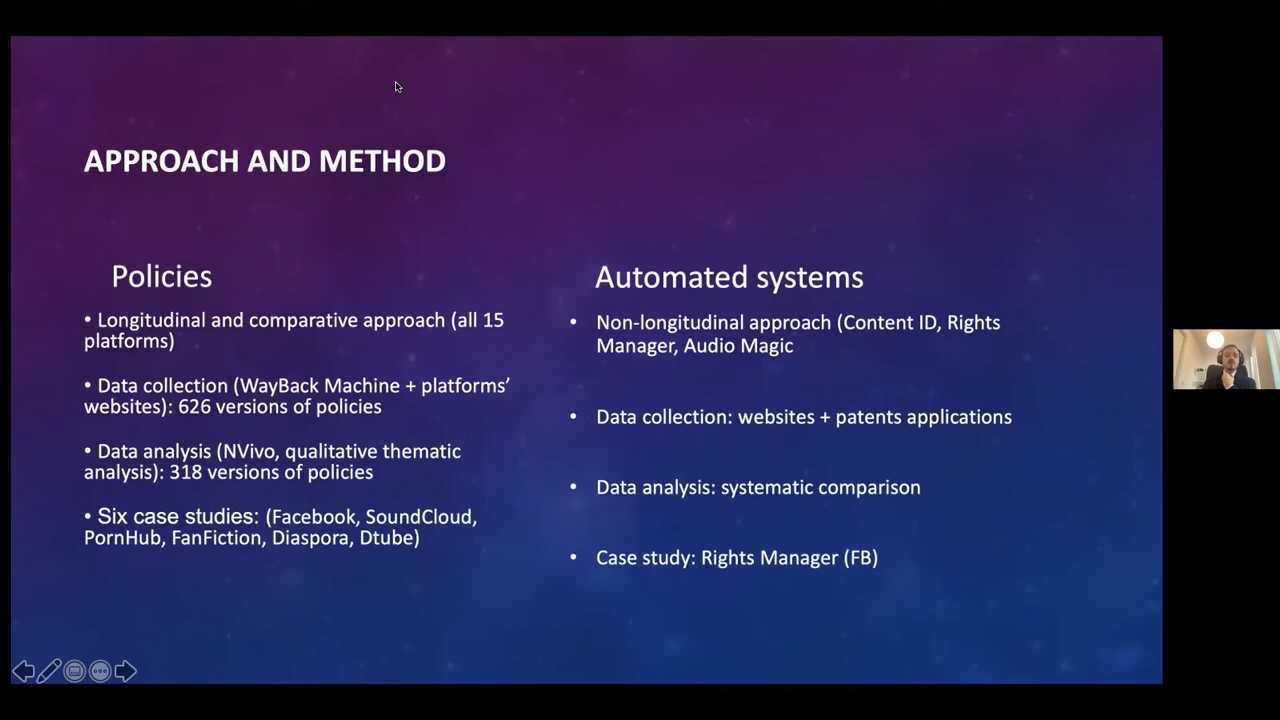 APPROACH AND METHOD
Policies
• Longitudinal and comparative approach (all 15
platforms)
• Data collection (WayBack Machine + platforms’
websites): 626 versions of policies
• Data analysis (NVivo, qualitative thematic
analysis): 318 versions of policies
• Six case studies: (Facebook, SoundCloud,
PornHub, FanFiction, Diaspora, Dtube)
Automated systems
• Non-longitudinal approach (Content ID, Rights
Manager, Audio Magic
• Data collection: websites + patents applications
• Data analysis: systematic comparison
• Case study: Rights Manager (FB)